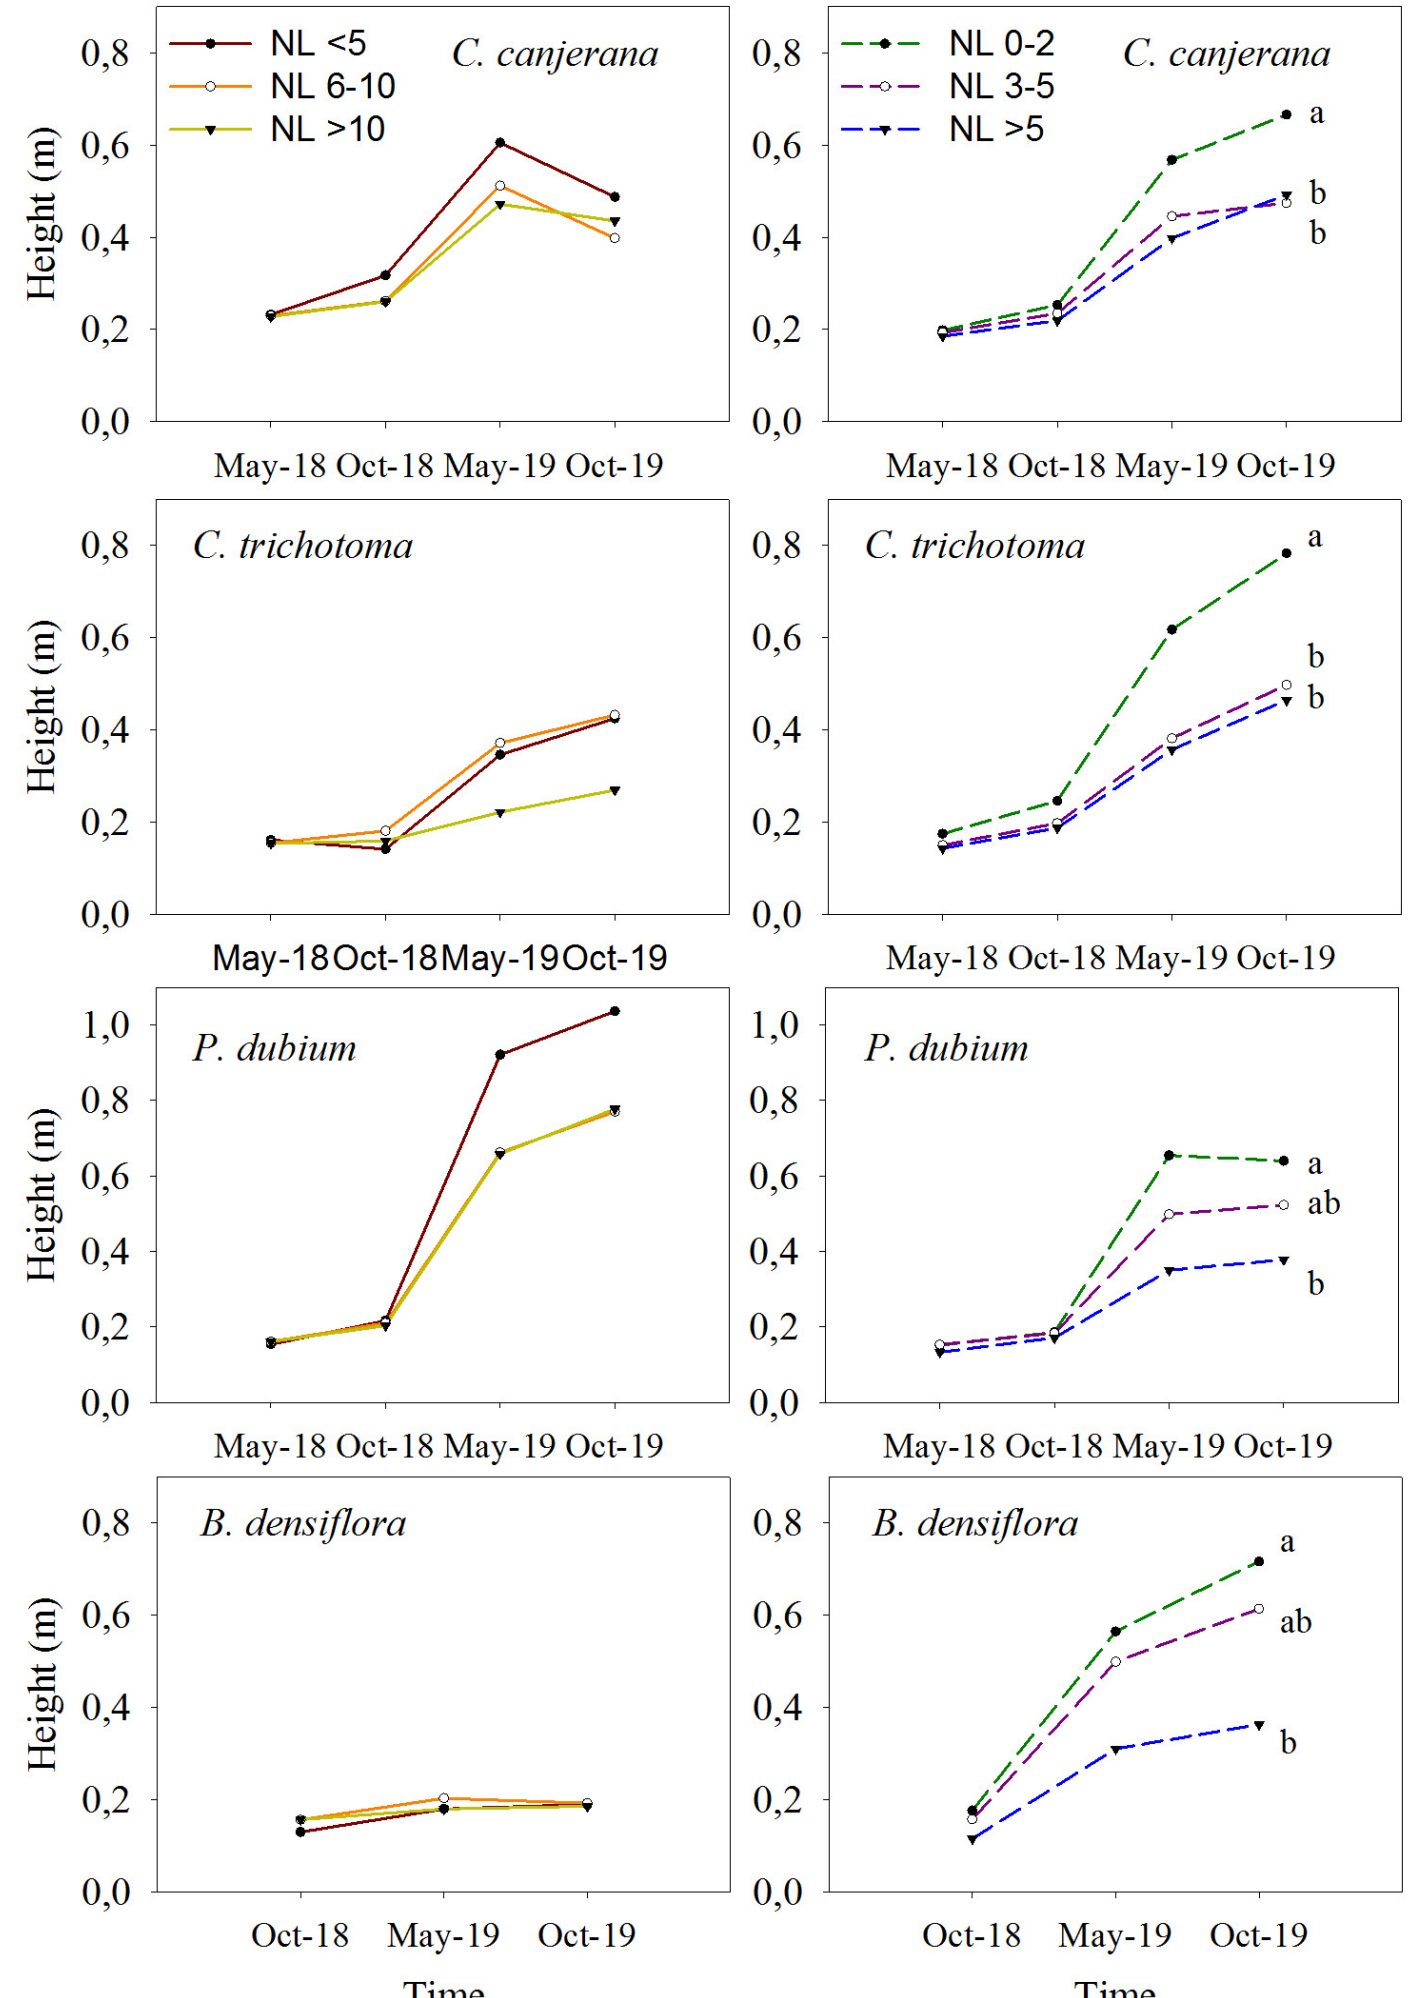 NL <5
NL 6-10
NL >10
C. canjerana
Height (m)
0,8
0,6
0,4
0,2
0,0
May-18 Oct-18 May-19 Oct-19
NL 0-2
NL 3-5
NL >5
C. canjerana
0,8
0,6
0,4
0,2
0,0
a
b
b
May-18 Oct-18 May-19 Oct-19
C. trichotoma
Height (m)
0,8
0,6
0,4
0,2
0,0
May-18 Oct-18 May-19 Oct-19
C. trichotoma
0,8
0,6
0,4
0,2
0,0
a
b
b
May-18 Oct-18 May-19 Oct-19
P. dubium
Height (m)
1,0
0,8
0,6
0,4
0,2
0,0
May-18 Oct-18 May-19 Oct-19
P. dubium
1,0
0,8
0,6
0,4
0,2
0,0
a
ab
b
May-18 Oct-18 May-19 Oct-19
B. densiflora
Height (m)
0,8
0,6
0,4
0,2
0,0
Oct-18 May-19 Oct-19
Time
B. densiflora
0,8
0,6
0,4
0,2
0,0
a
ab
b
Oct-18 May-19 Oct-19
Time